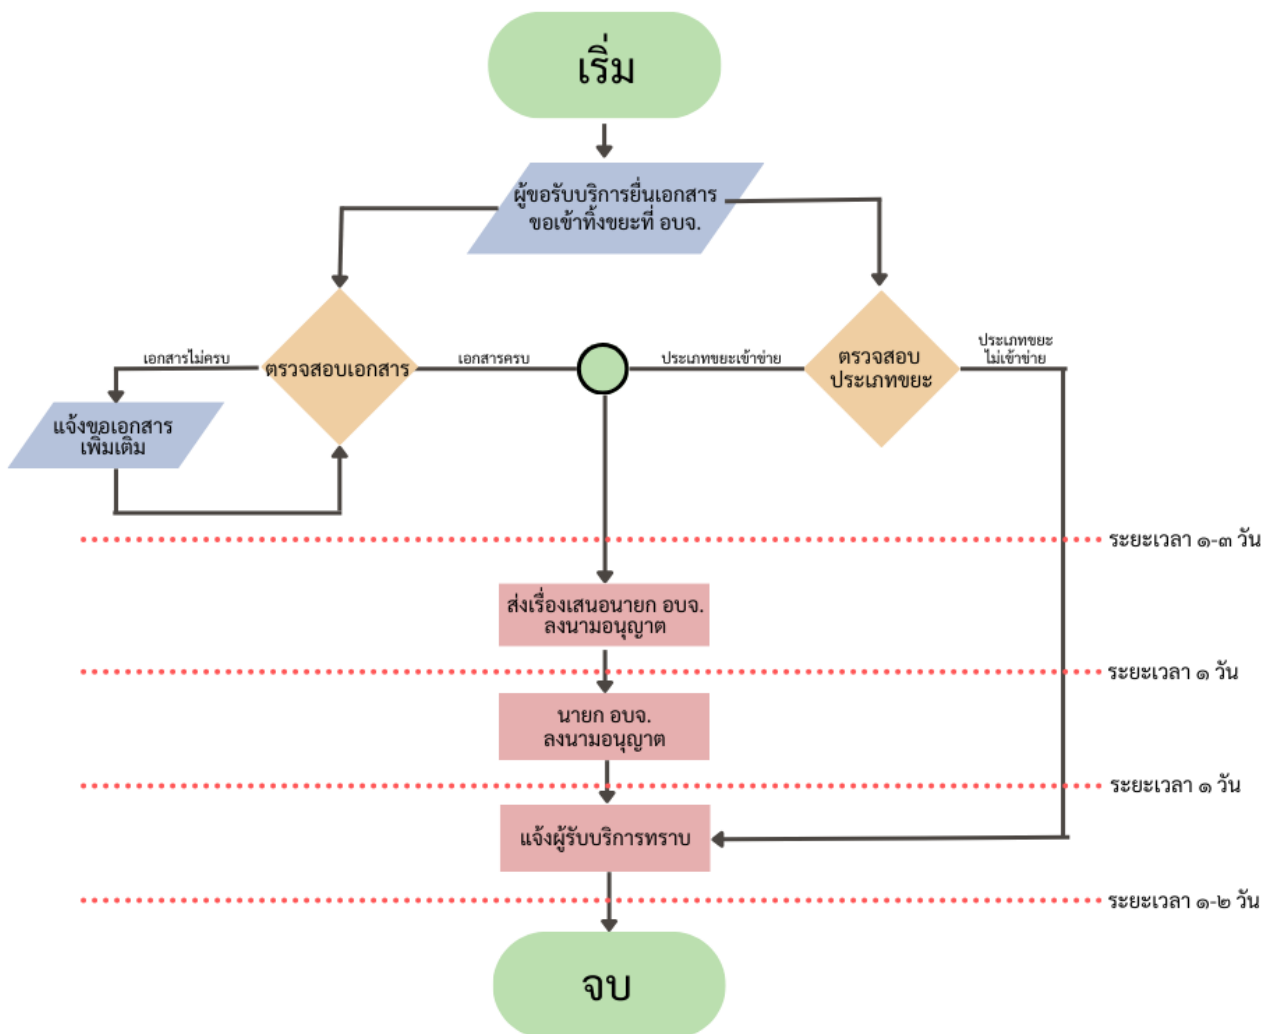 เริ่ม
ผู้ขอรับบริการยื่นเอกสาร
ขอเข้าทิ้งขยะที่ อบจ.
เอกสารไม่ครบ
ตรวจสอบเอกสาร
เอกสารครบ
ประเภทขยะเข้าข่าย
ตรวจสอบ
ประเภทขยะ
ประเภทขยะ
ไม่เข้าข่าย
แจ้งขอเอกสาร
เพิ่มเติม
ระยะเวลา ๑-๓ วัน
ส่งเรื่องเสนอนายก อบจ.
ลงนามอนุญาต
ระยะเวลา ๑ วัน
นายก อบจ.
ลงนามอนุญาต
ระยะเวลา ๑ วัน
แจ้งผู้รับบริการทราบ
ระยะเวลา ๑-๒ วัน
จบ